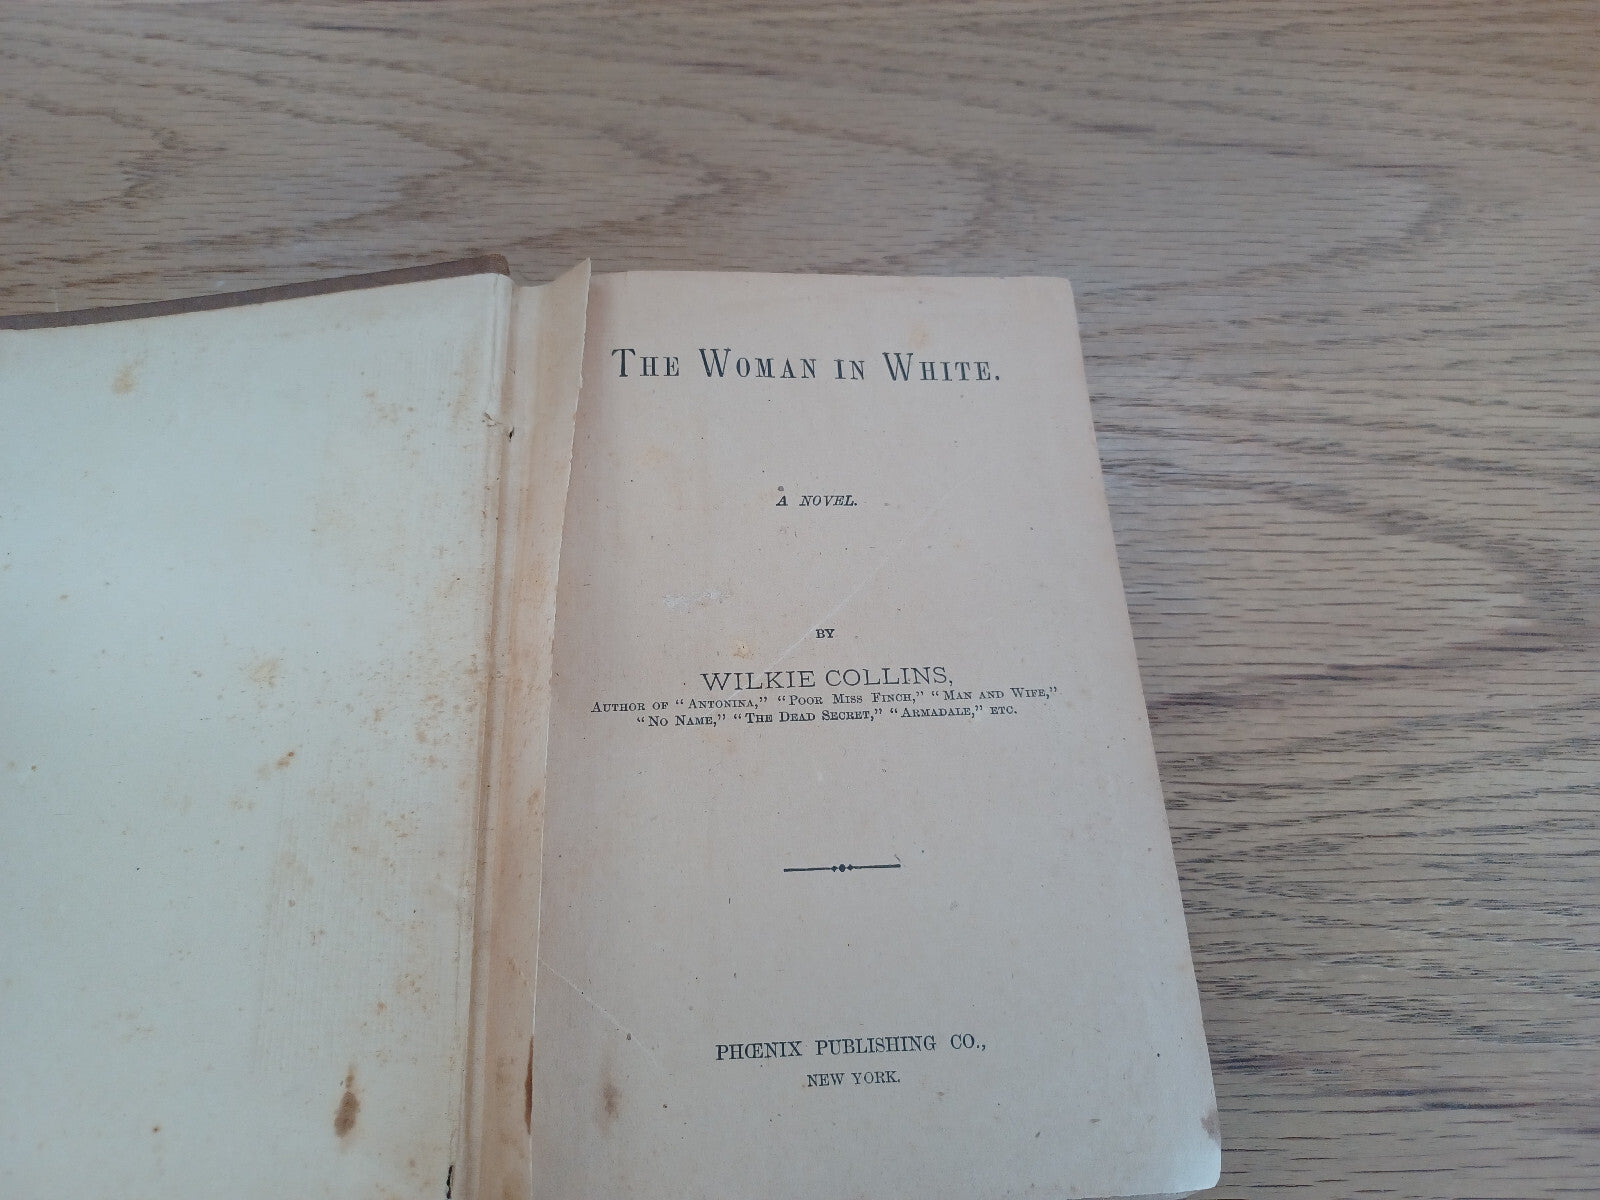 THE WOMAN IN WHITE.
A NOVEL.
BY
WILKIE COLLINS,
AUTHOR OF “ANTONINA,” “POOR MISS FINCH,” “MAN AND WIFE,”
“NO NAME,” “THE DEAD SECRET,” “ARMADALE,” ETC.
PHŒNIX PUBLISHING CO.,
NEW YORK.